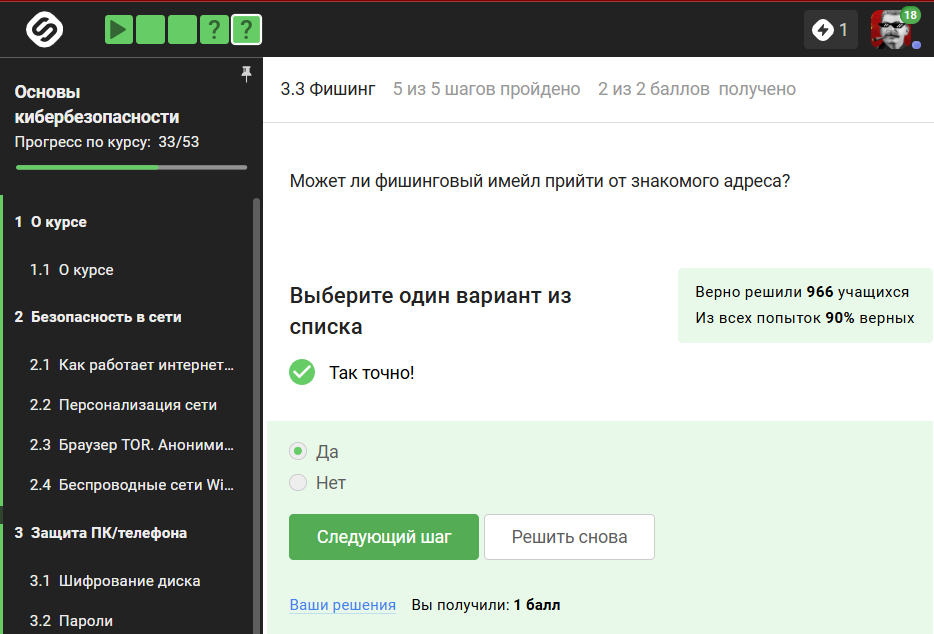 ? ?
1
18
Основы
кибербезопасности
Прогресс по курсу: 33/53
1 О курсе
1.1 О курсе
2 Безопасность в сети
2.1 Как работает интернет...
2.2 Персонализация сети
2.3 Браузер TOR. Аноними...
2.4 Беспроводные сети Wi...
3 Защита ПК/телефона
3.1 Шифрование диска
3.2 Пароли
3.3 Фишинг 5 из 5 шагов пройдено 2 из 2 баллов получено
Может ли фишинговый имейл прийти от знакомого адреса?
Выберите один вариант из
списка
Верно решили 966 учащихся
Из всех попыток 90% верных
Так точно!
Да
Нет
Следующий шаг Решить снова
Ваши решения Вы получили: 1 балл